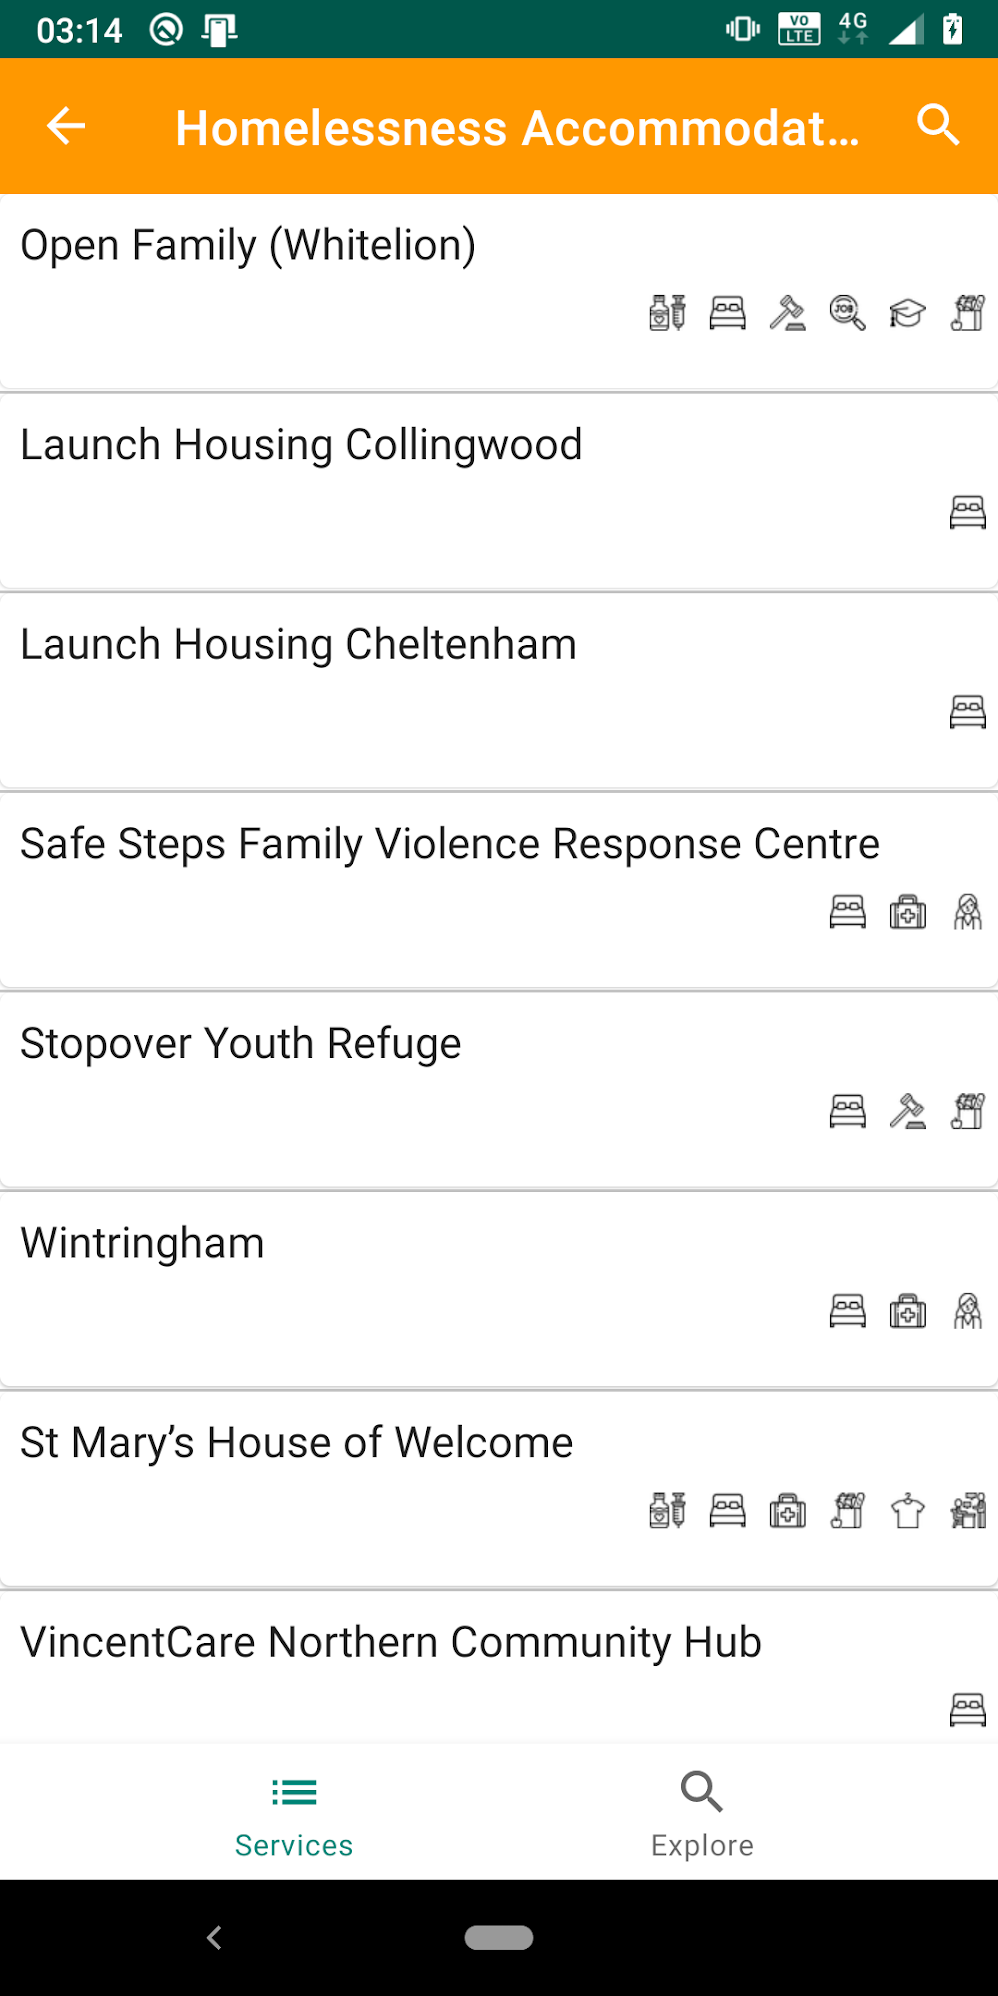 03:14
VO
LTE
4G
Homelessness Accommodat...
Open Family (Whitelion)
JOB
Launch Housing Collingwood
Launch Housing Cheltenham
Safe Steps Family Violence Response Centre
Stopover Youth Refuge
Wintringham
St Mary’s House of Welcome
VincentCare Northern Community Hub
Services
Explore